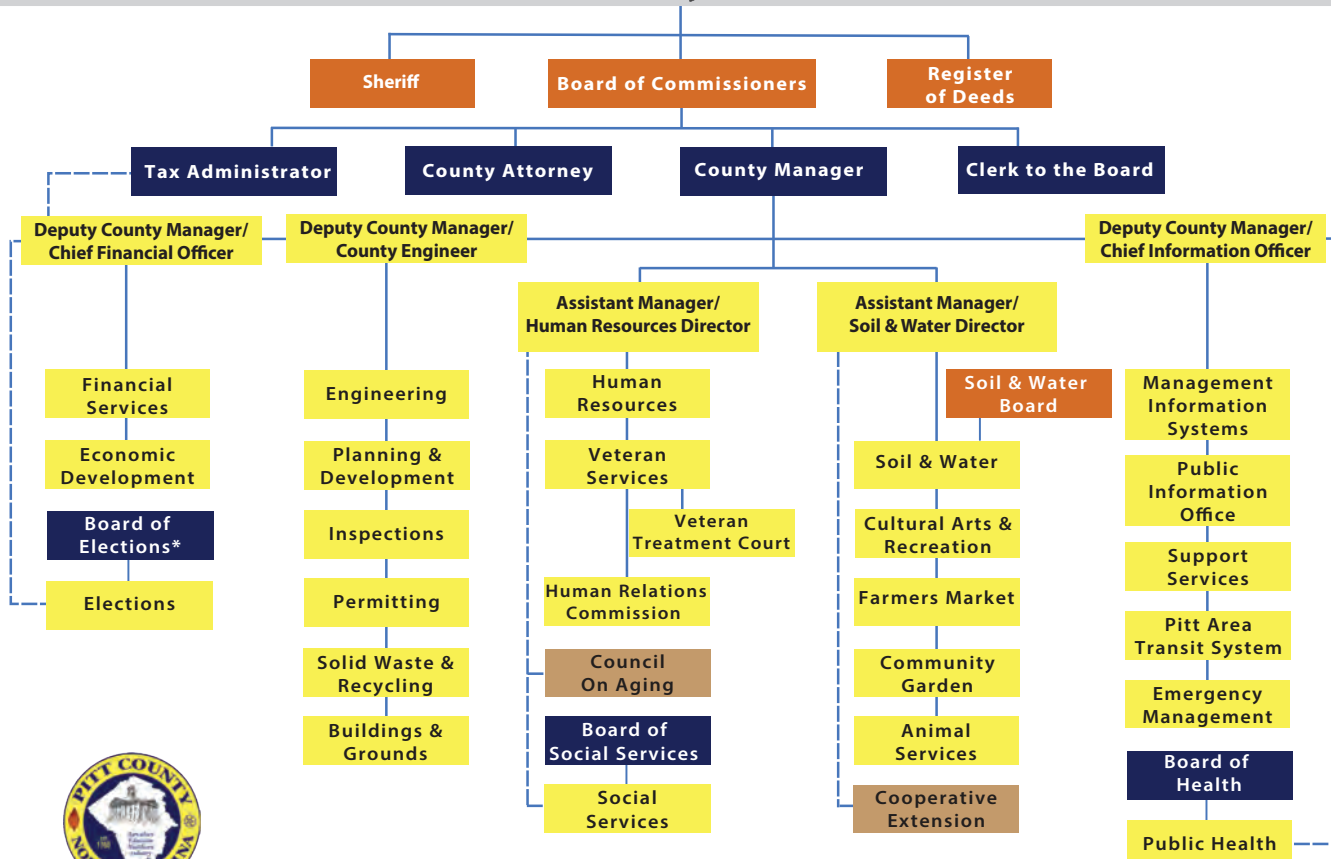 Sheriff
Board of Commissioners
Register
of Deeds
Tax Administrator
County Attorney
County Manager
Clerk to the Board
Deputy County Manager/
Chief Financial Officer
Deputy County Manager/
County Engineer
Deputy County Manager/
Chief Information Officer
Assistant Manager/
Human Resources Director
Assistant Manager/
Soil & Water Director
Financial
Services
Economic
Development
Board of
Elections*
Elections
Engineering
Planning &
Development
Inspections
Permitting
Solid Waste &
Recycling
Buildings &
Grounds
Human
Resources
Veteran
Services
Veteran
Treatment Court
Human Relations
Commission
Council
On Aging
Board of
Social Services
Social
Services
Soil & Water
Board
Soil & Water
Cultural Arts &
Recreation
Farmers Market
Community
Garden
Animal
Services
Cooperative
Extension
Management
Information
Systems
Public
Information
Office
Support
Services
Pitt Area
Transit System
Emergency
Management
Board of
Health
Public Health
PITT COUNTY